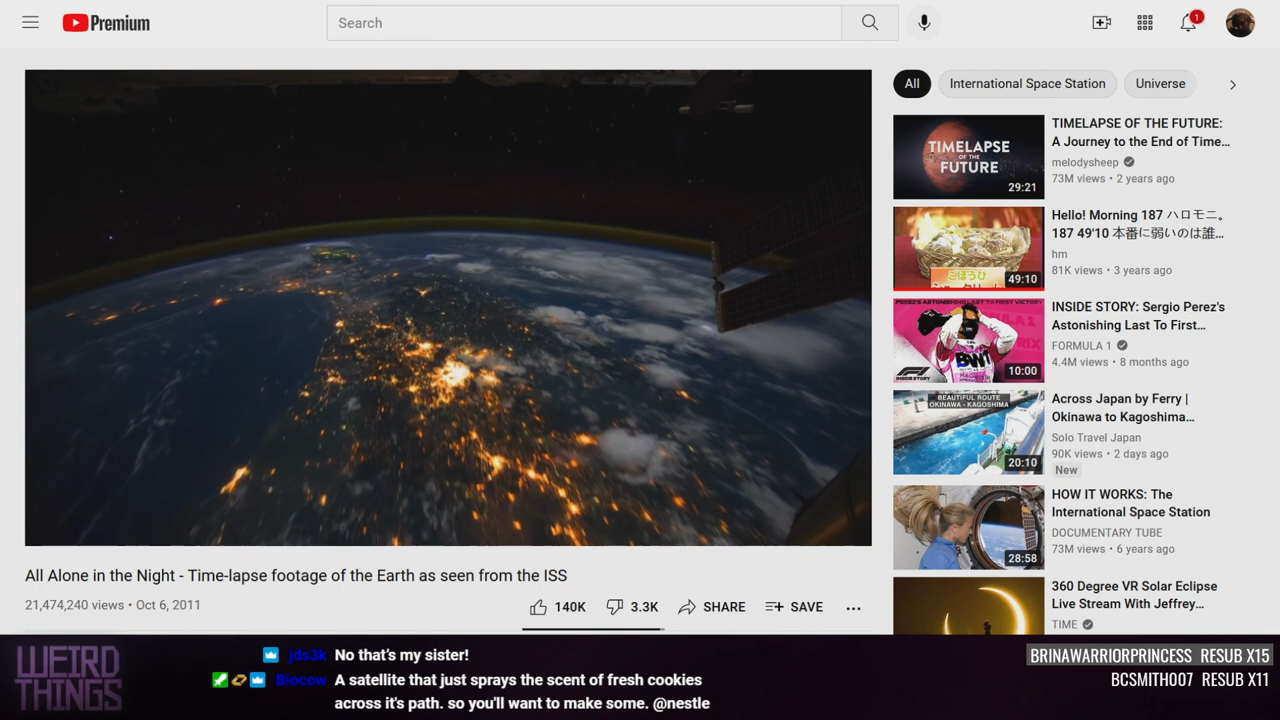 Premium
Search
1
All
International Space Station
Universe
TIMELAPSE OF THE FUTURE
29:21
TIMELAPSE OF THE FUTURE:
A Journey to the End of Time...
melodysheep
73M views • 2 years ago
49:10
Hello! Morning 187 ハロモニ。
187 49'10 本番に弱いのは誰...
hm
81K views • 3 years ago
BWT
INSIDE STORY
10:00
INSIDE STORY: Sergio Perez's
Astonishing Last To First...
FORMULA 1
4.4M views • 8 months ago
BEAUTIFUL ROUTE
OKINAWA - KAGOSHIMA
20:10
Across Japan by Ferry |
Okinawa to Kagoshima...
Solo Travel Japan
90K views • 2 days ago
New
28:58
HOW IT WORKS: The
International Space Station
DOCUMENTARY TUBE
73M views • 6 years ago
360 Degree VR Solar Eclipse
Live Stream With Jeffrey...
TIME
All Alone in the Night - Time-lapse footage of the Earth as seen from the ISS
21,474,240 views • Oct 6, 2011
140K
3.3K
SHARE
SAVE
WEIRD
THINGS
jds3k No that's my sister!
Biocow A satellite that just sprays the scent of fresh cookies
across it's path. so you'll want to make some. @nestle
BRINAWARRIORPRINCESS RESUB X15
BCSMITH007 RESUB X11